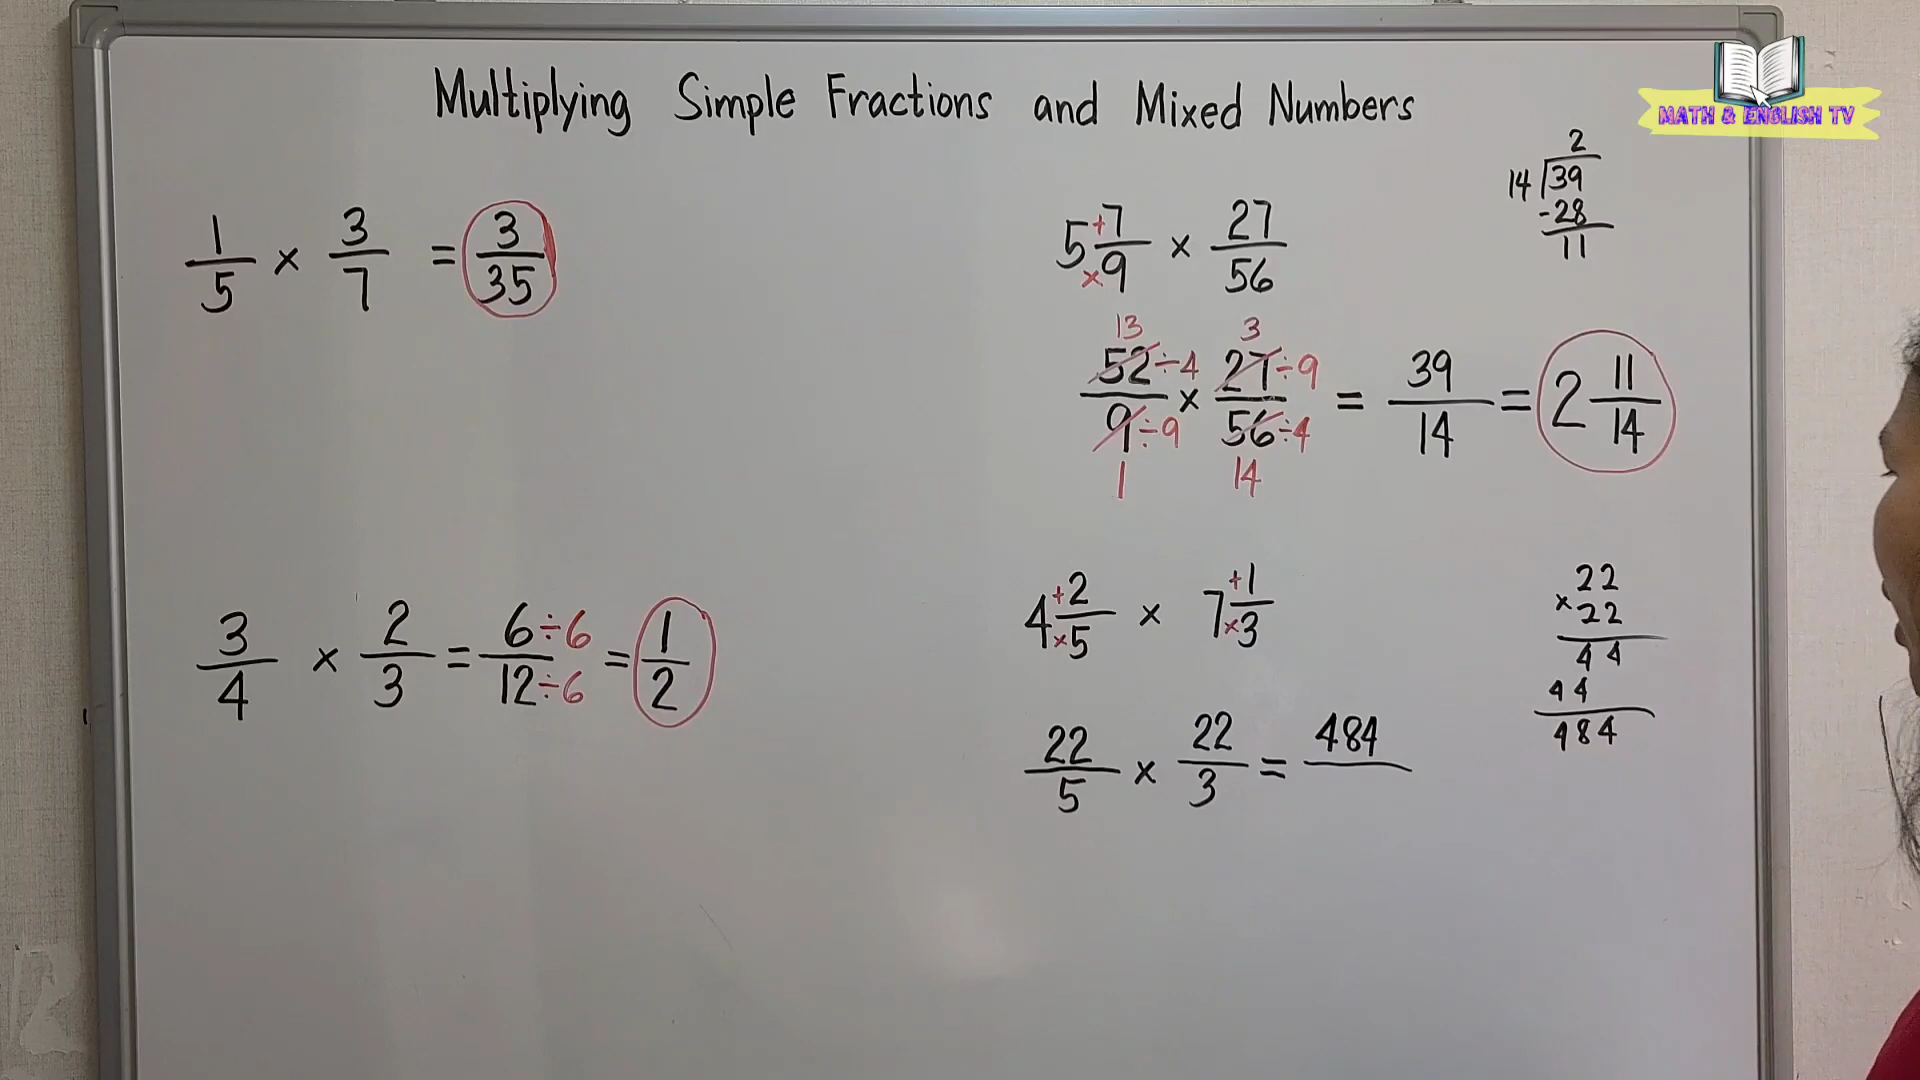 Multiplying Simple Fractions and Mixed Numbers
MATH & ENGLISH TV
1/5 × 3/7 = 3/35
3/4 × 2/3 = 6÷6/12÷6 = 1/2
5 +7/×9 × 27/56
13 3
52÷4/9÷9 × 27÷9/56÷4 = 39/14 = 2 11/14
1 14
2
14 39
-28
11
4 +2/×5 × 7 +1/×3
22/5 × 22/3 = 484
22
× 22
44
44
484